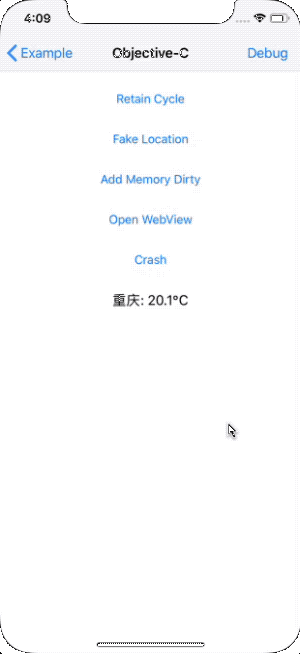 4:09
Example Objective-C Debug
Retain Cycle
Fake Location
Add Memory Dirty
Open WebView
Crash
重庆: 20.1°C